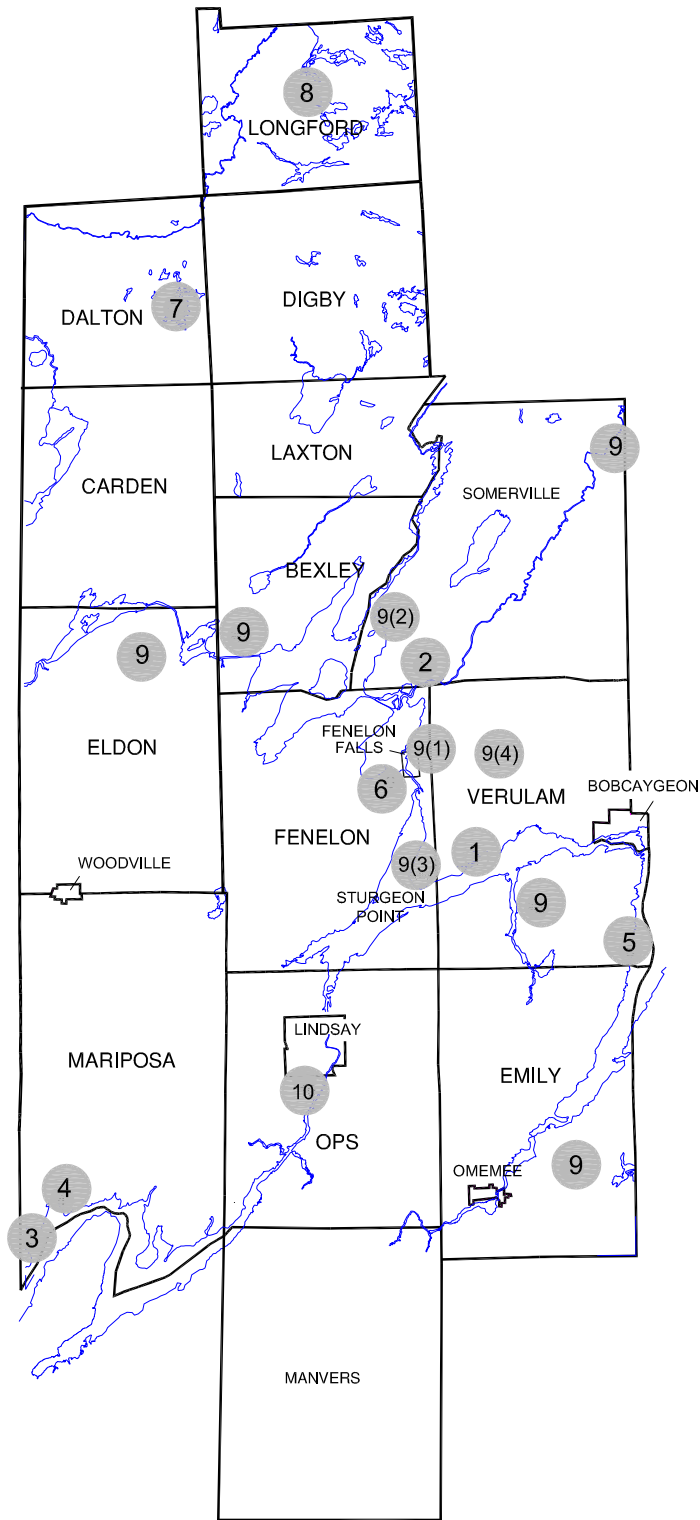 8
LONGFORD
DIGBY
7
DALTON
LAXTON
9
CARDEN
SOMERVILLE
BEXLEY
9(2)
9
9
2
FENELON
FALLS
9(1)
9(4)
ELDON
6
BOBCAYGEON
VERULAM
FENELON
1
WOODVILLE
9(3)
STURGEON
POINT
9
5
LINDSAY
MARIPOSA
EMILY
10
OPS
9
OMEMEE
4
3
MANVERS